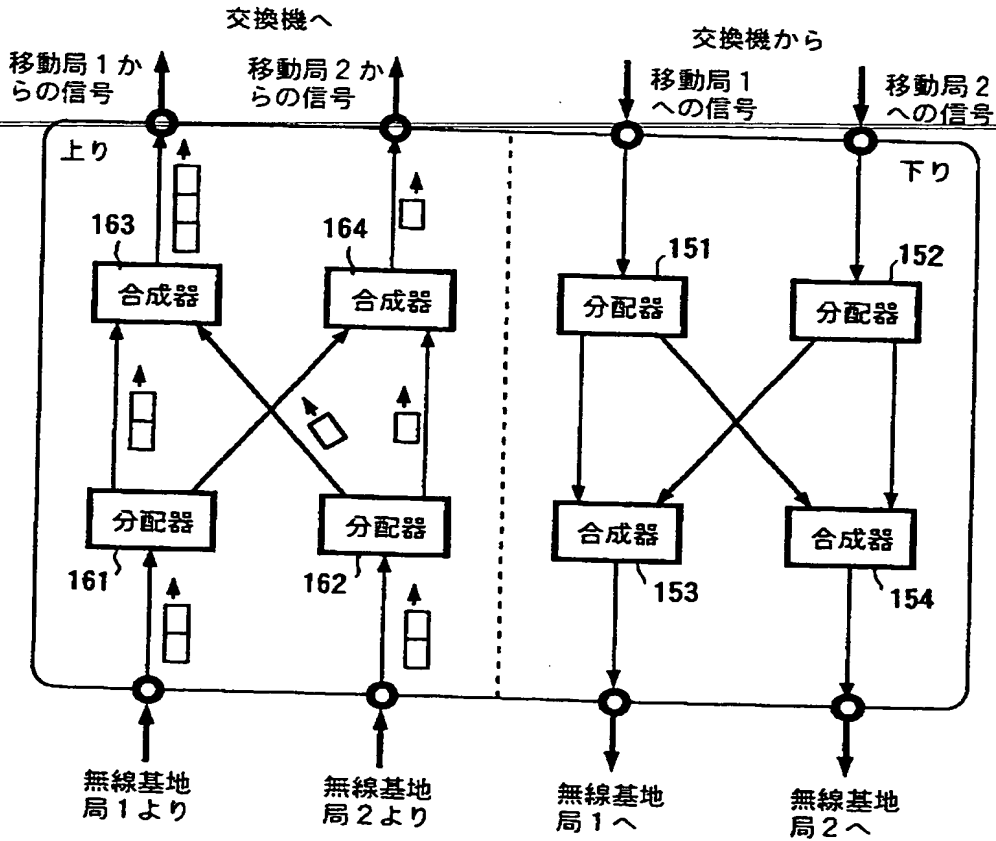 交換機へ
交換機から
移動局1か
らの信号
移動局2か
らの信号
移動局1
への信号
移動局2
への信号
上り
下り
163
164
151
152
合成器
合成器
分配器
分配器
分配器
分配器
合成器
合成器
161
162
153
154
無線基地
局1より
無線基地
局2より
無線基地
局1へ
無線基地
局2へ